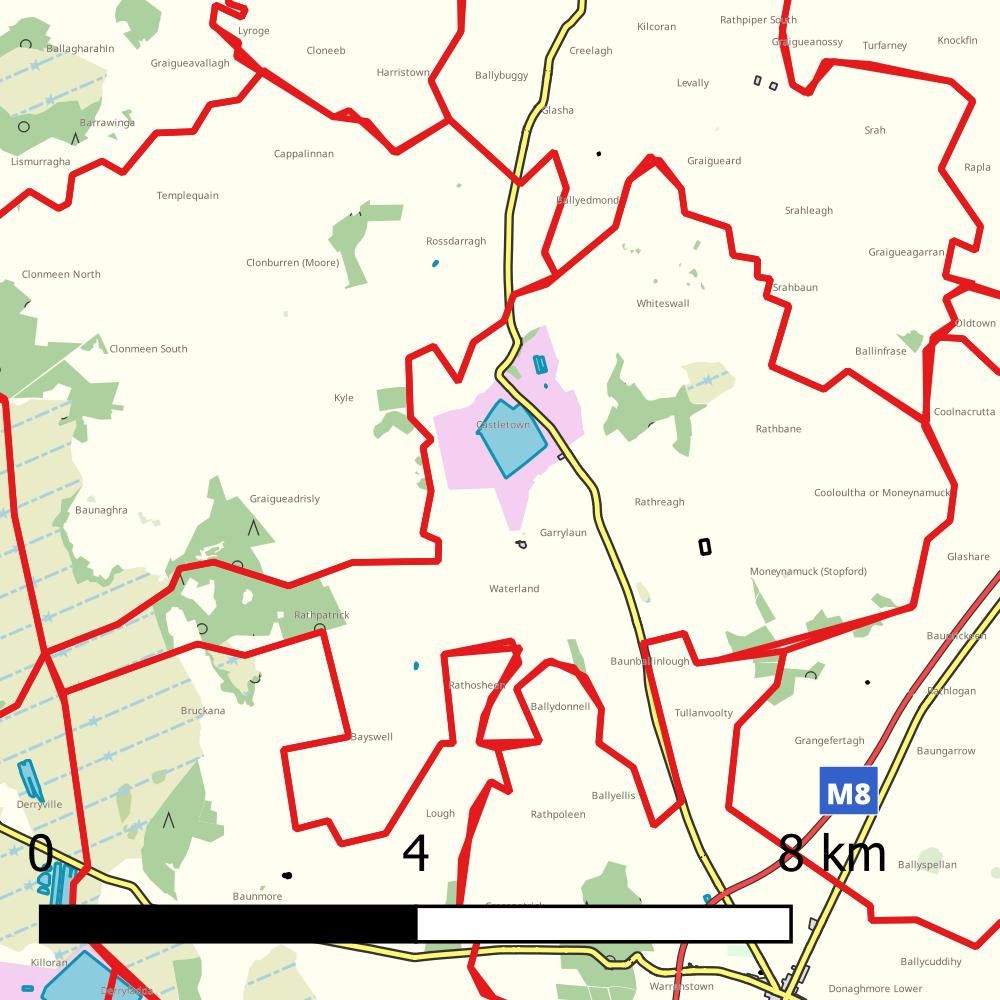 Rathpiper South
Kilcoran
Lyroge
Graigueanossy
Knockfin
Turfarney
Ballagharahin
Cloneeb
Creelagh
Graigueavallagh
Harristown
Ballybuggy
Levally
Glasha
Barrawinga
Srah
Cappalinnan
Lismurragha
Graigueard
Rapla
Templequain
Ballyedmond
Srahleagh
Rossdarragh
Graigueagarran
Clonburren (Moore)
Clonmeen North
Srahbaun
Whiteswall
Oldtown
Clonmeen South
Ballinfrase
Kyle
Coolnacrutta
Castletown
Rathbane
Cooloultha or Moneynamuck
Graigueadrisly
Rathreagh
Baunaghra
Garrylaun
Glashare
Moneynamuck (Stopford)
Waterland
Rathpatrick
Baunrickeen
Baunballinlough
Rathosheen
Rathlogan
Ballydonnell
Bruckana
Tullanvoolty
Bayswell
Grangefertagh
Baungarrow
M8
Ballyellis
Derryville
Lough
Rathpoleen
0 4 8 km
Ballyspellan
Baunmore
Killoran
Ballycuddihy
Warrenstown
Donaghmore Lower